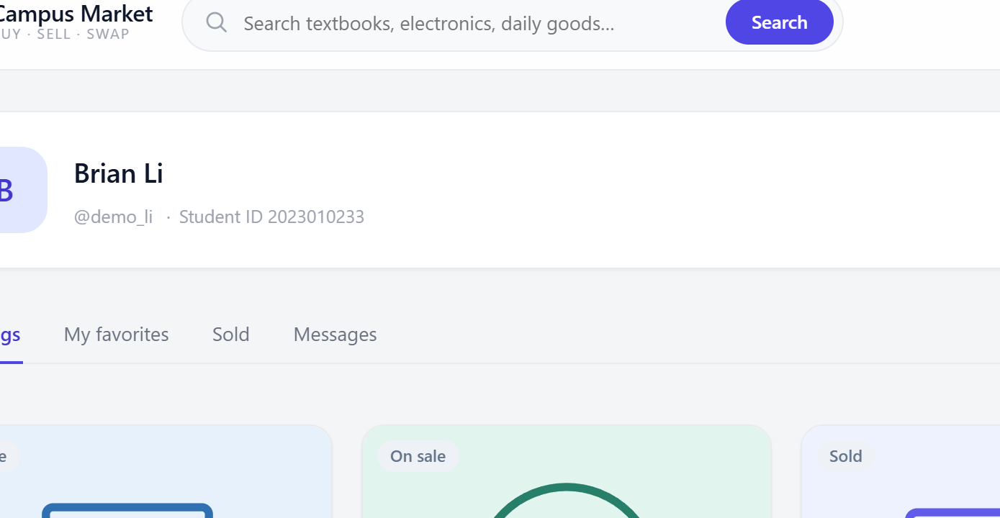 Campus Market
UY · SELL · SWAP
Search textbooks, electronics, daily goods...
Search
B
Brian Li
@demo_li · Student ID 2023010233
gs
My favorites
Sold
Messages
e
On sale
Sold